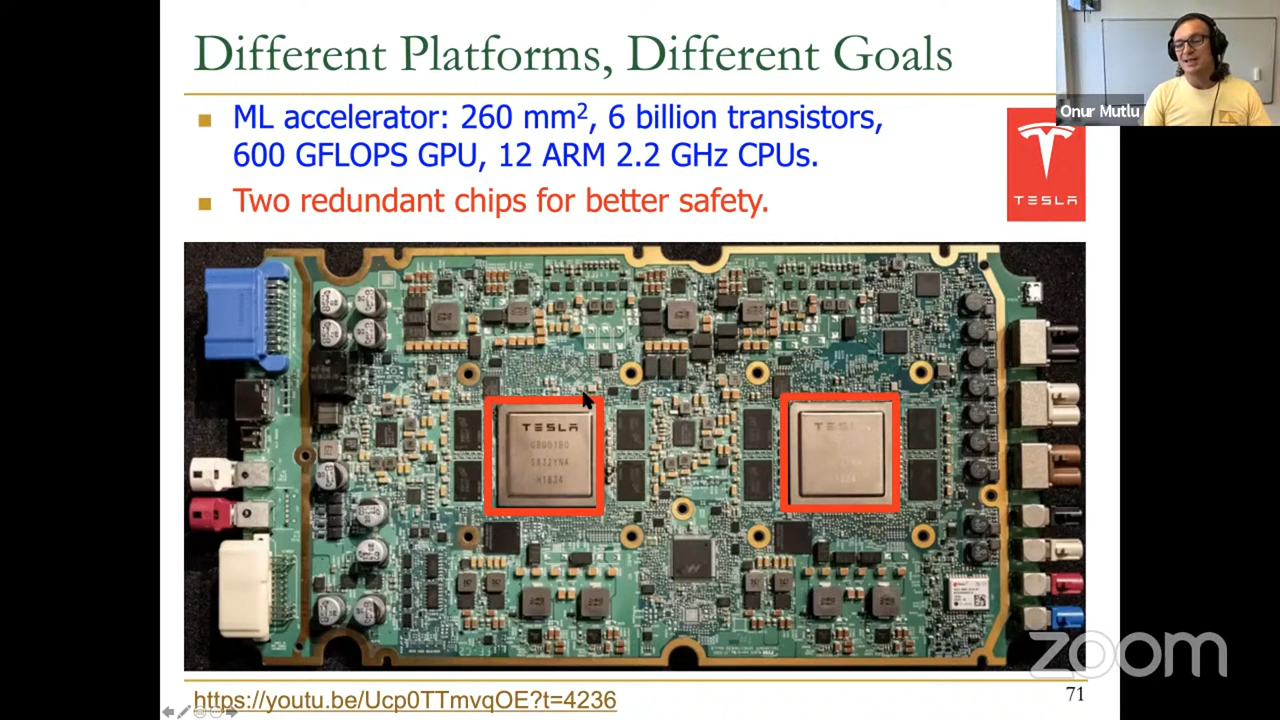 Different Platforms, Different Goals
ML accelerator: 260 mm², 6 billion transistors,
600 GFLOPS GPU, 12 ARM 2.2 GHz CPUs.
Two redundant chips for better safety.
Onur Mutlu
TESLA
TESLA
TESLA
zoom
https://youtu.be/Ucp0TTmvqOE?t=4236
71